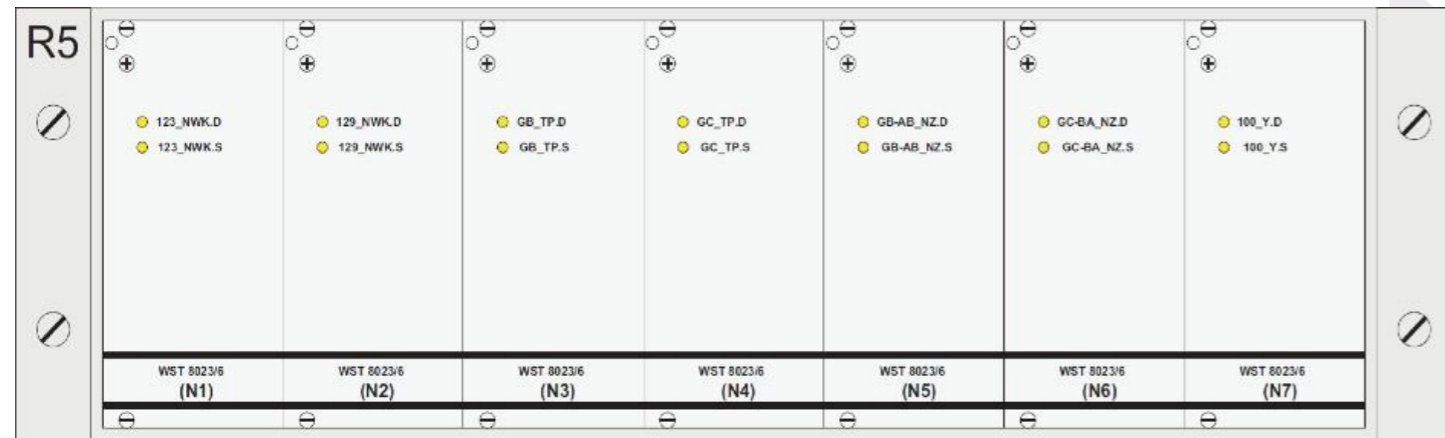 R5
123_NWK.D 129_NWK.D GB_TP.D GC_TP.D GB-AB_NZ.D GC-BA_NZ.D 100_Y.D
123_NWK.S 129_NWK.S GB_TP.S GC_TP.S GB-AB_NZ.S GC-BA_NZ.S 100_Y.S
WST 8023/6 WST 8023/6 WST 8023/6 WST 8023/6 WST 8023/6 WST 8023/6 WST 8023/6
(N1) (N2) (N3) (N4) (N5) (N6) (N7)